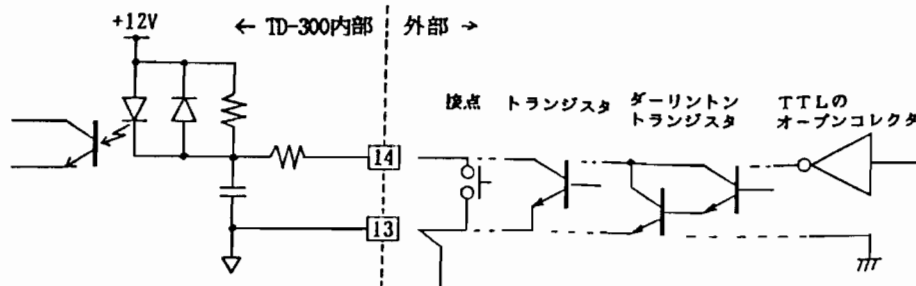 +12V
← TD-300内部
外部 →
接点
トランジスタ
ダーリントン
トランジスタ
TTLの
オープンコレクタ
14
13